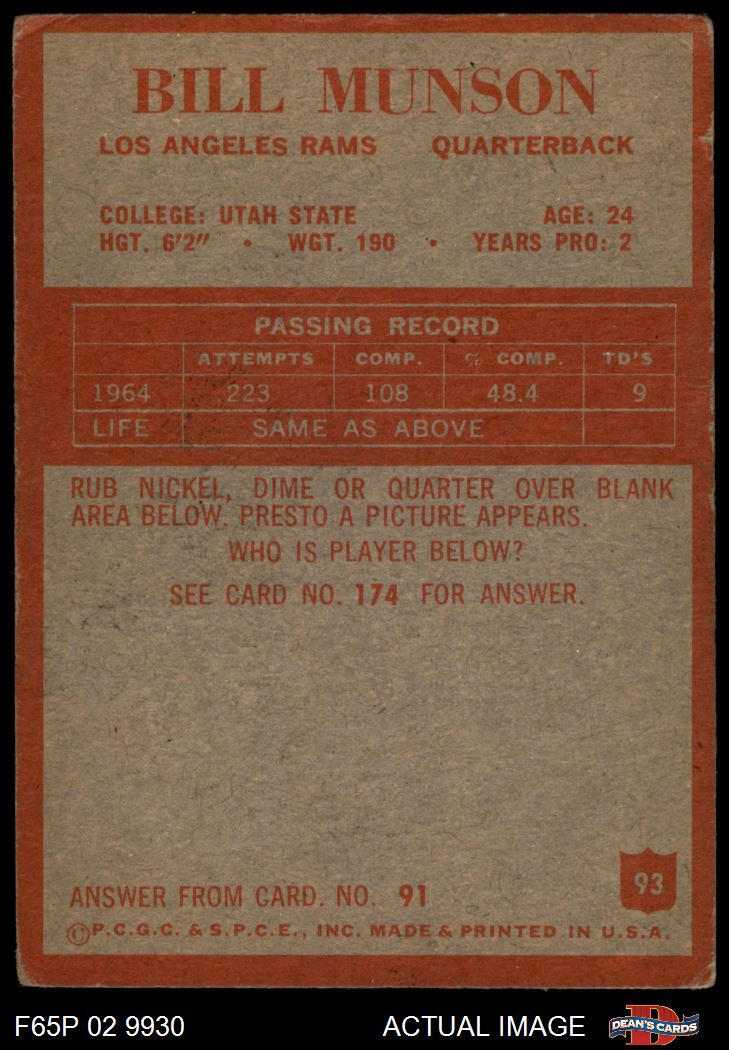 BILL MUNSON
LOS ANGELES RAMS QUARTERBACK
COLLEGE: UTAH STATE AGE: 24
HGT. 6'2" • WGT. 190 • YEARS PRO: 2
PASSING RECORD
ATTEMPTS COMP. % COMP. TD'S
1964 223 108 48.4 9
LIFE SAME AS ABOVE
RUB NICKEL, DIME OR QUARTER OVER BLANK
AREA BELOW. PRESTO A PICTURE APPEARS.
WHO IS PLAYER BELOW?
SEE CARD NO. 174 FOR ANSWER.
93
ANSWER FROM CARD. NO. 91
©P.C.G.C. & S.P.C.E., INC. MADE & PRINTED IN U.S.A.
F65P 02 9930 ACTUAL IMAGE D DEAN'S CARDS